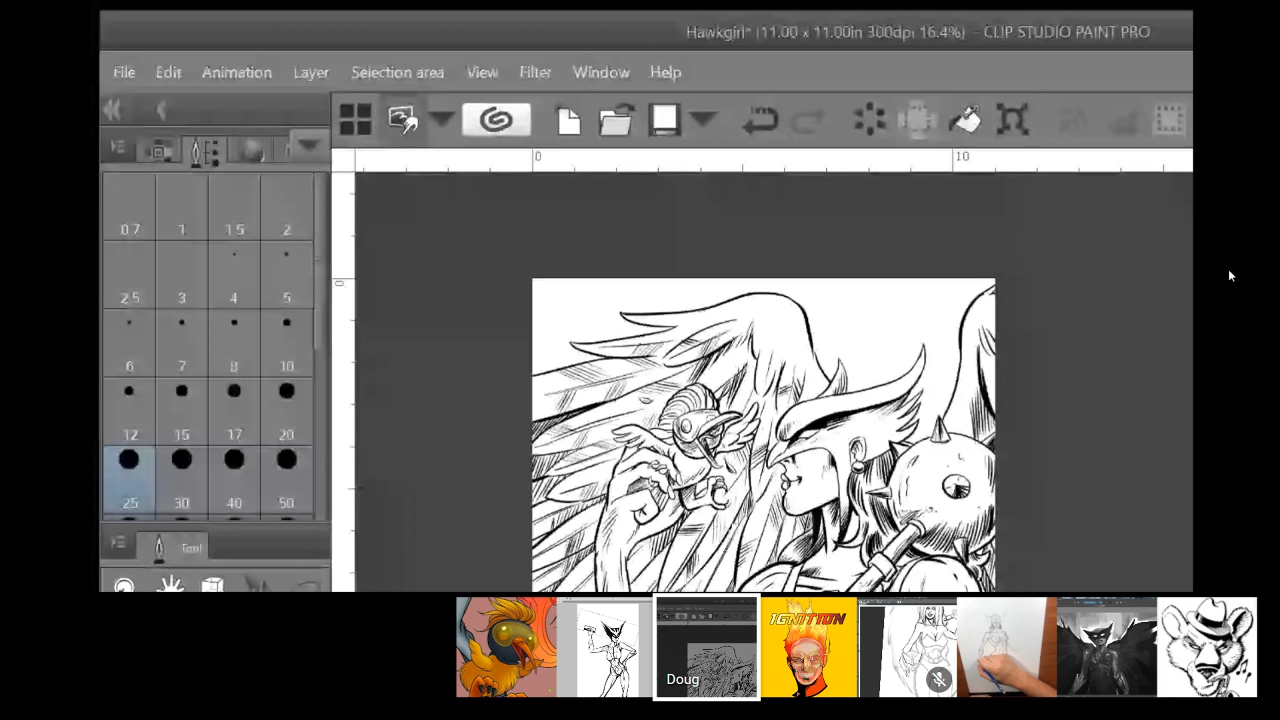 Hawkgirl* (11.00 x 11.00in 300dpi 16.4%) - CLIP STUDIO PAINT PRO
File Edit Animation Layer Selection area View Filter Window Help
0 10
0.7 1 1.5 2
0
2.5 3 4 5
6 7 8 10
12 15 17 20
25 30 40 50
Tool
IGNITION
Doug